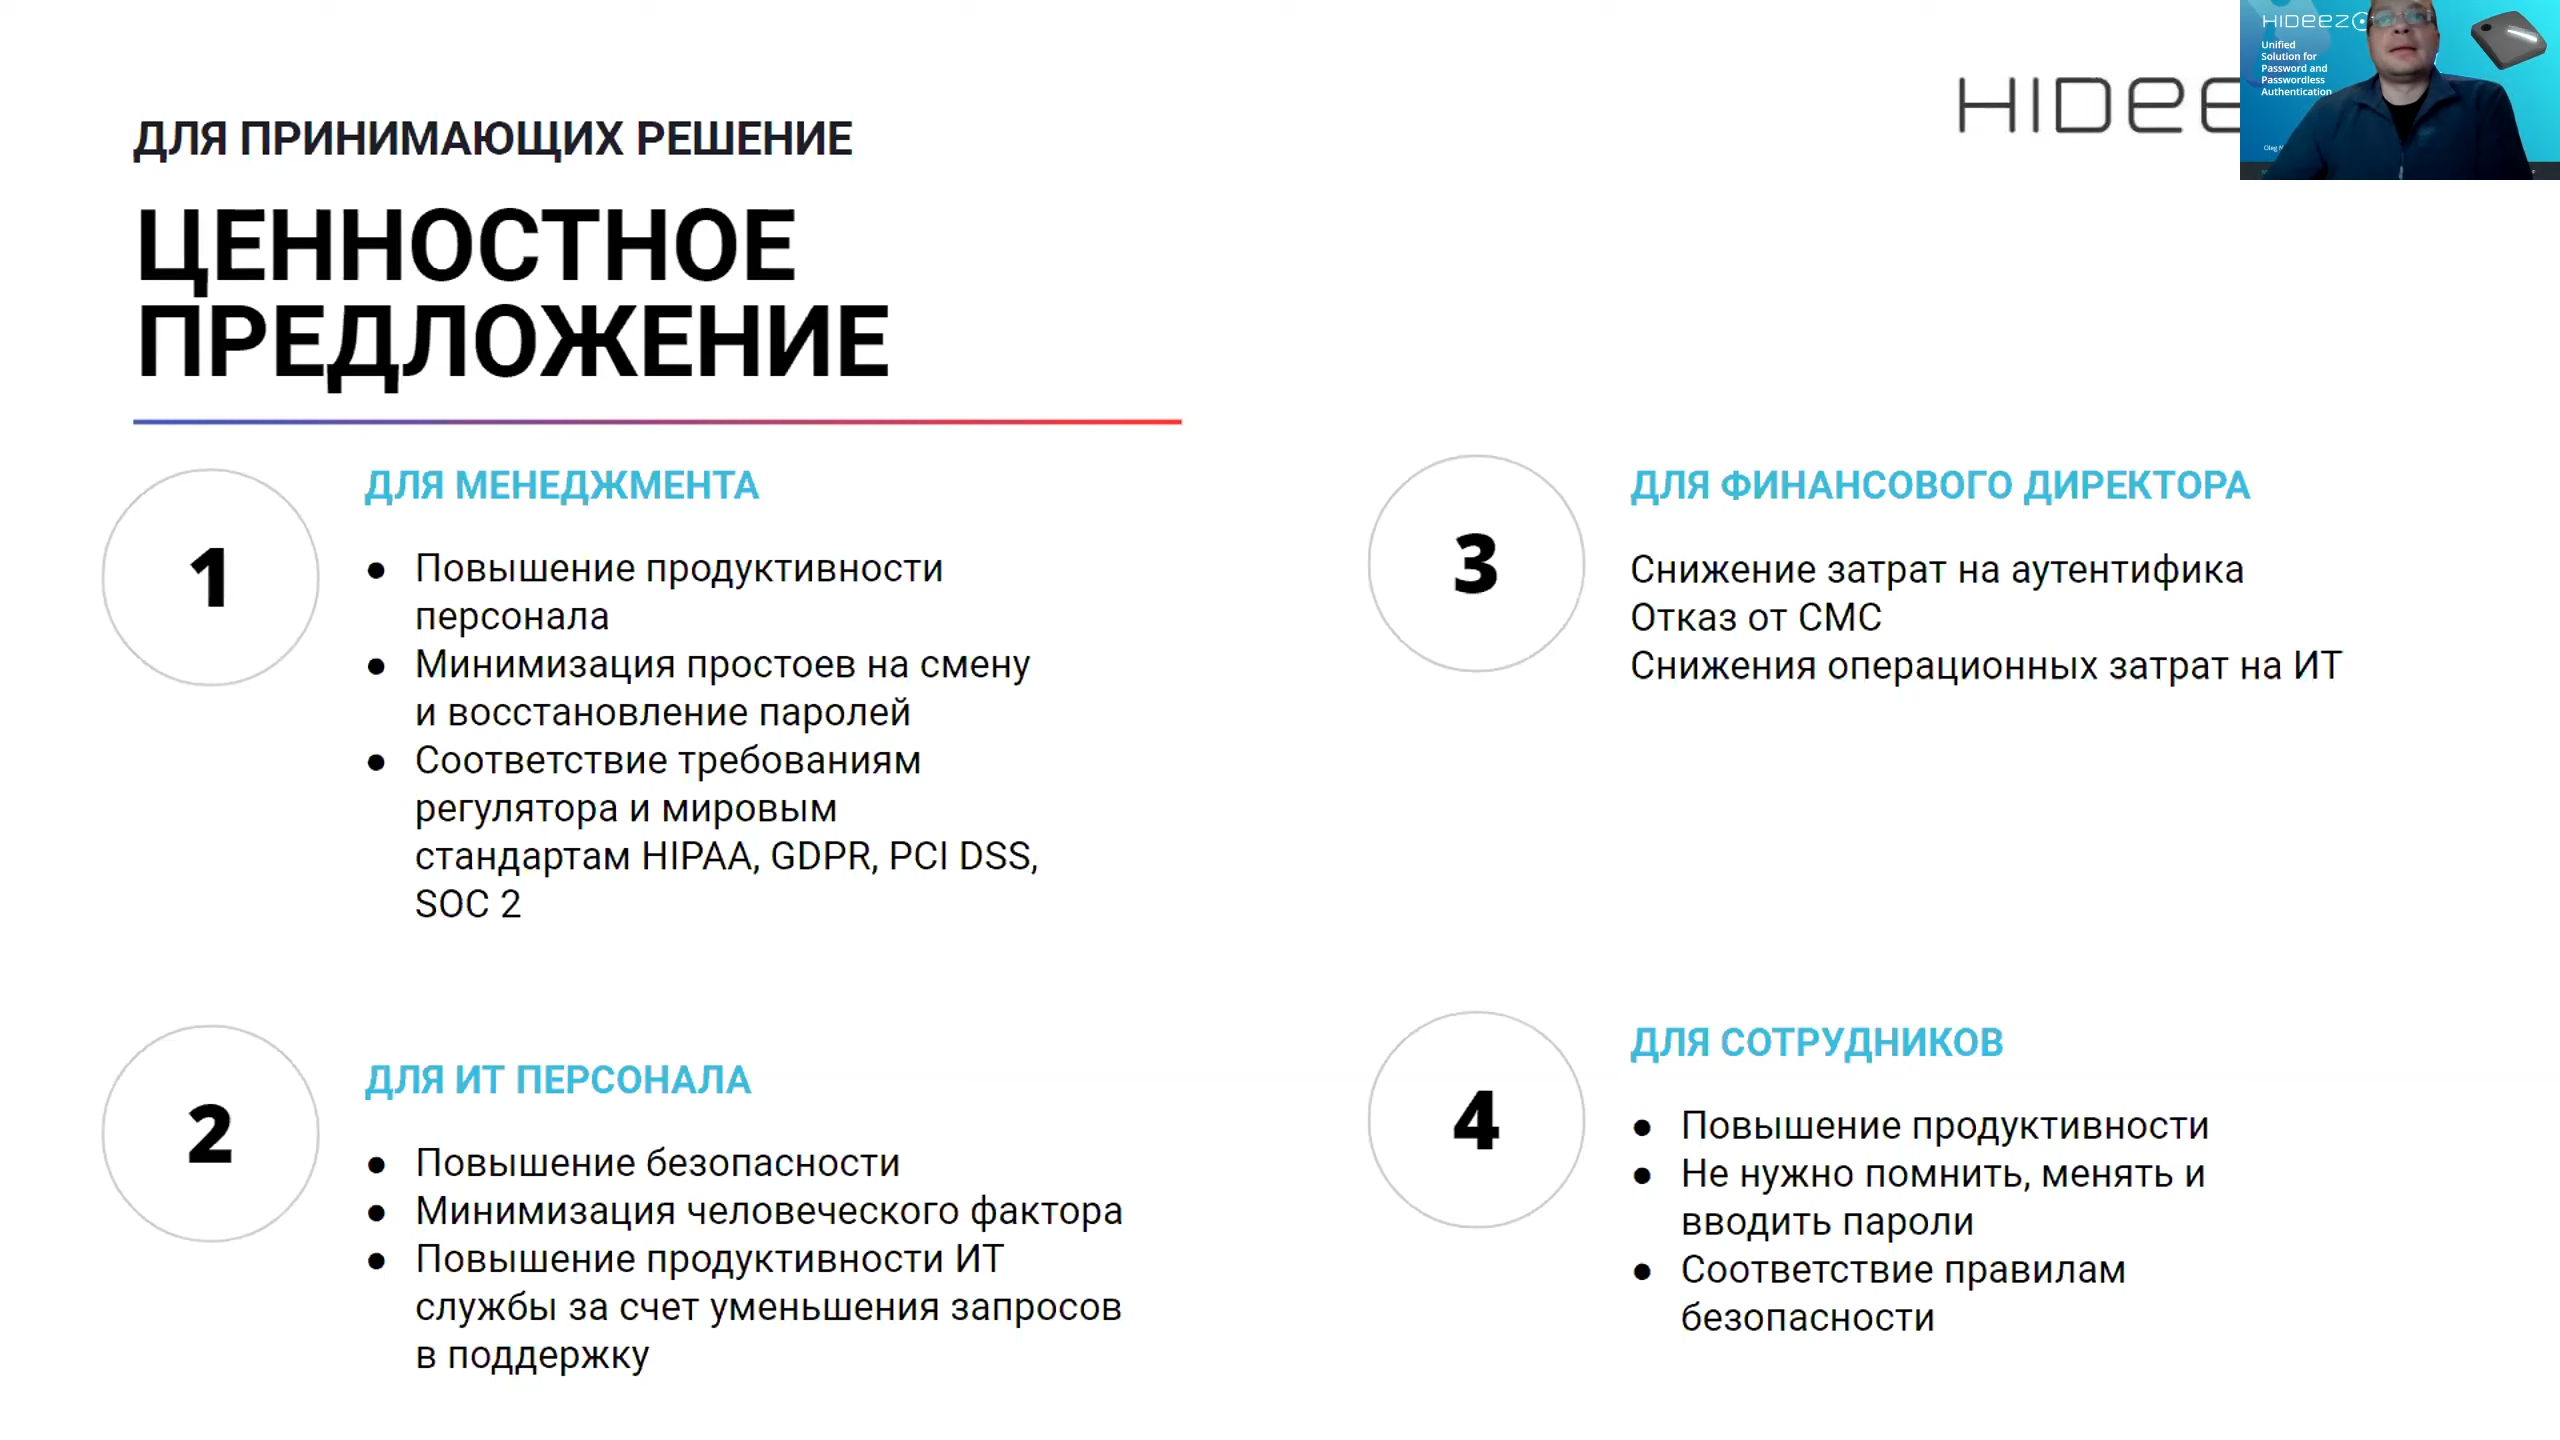 ДЛЯ ПРИНИМАЮЩИХ РЕШЕНИЕ
ЦЕННОСТНОЕ
ПРЕДЛОЖЕНИЕ
HIDEEZ
Unified
Solution for
Password and
Passwordless
Authentication
Oleg
1
ДЛЯ МЕНЕДЖМЕНТА
● Повышение продуктивности
персонала
● Минимизация простоев на смену
и восстановление паролей
● Соответствие требованиям
регулятора и мировым
стандартам HIPAA, GDPR, PCI DSS,
SOC 2
2
ДЛЯ ИТ ПЕРСОНАЛА
● Повышение безопасности
● Минимизация человеческого фактора
● Повышение продуктивности ИТ
службы за счет уменьшения запросов
в поддержку
3
ДЛЯ ФИНАНСОВОГО ДИРЕКТОРА
Снижение затрат на аутентифика
Отказ от СМС
Снижения операционных затрат на ИТ
4
ДЛЯ СОТРУДНИКОВ
● Повышение продуктивности
● Не нужно помнить, менять и
вводить пароли
● Соответствие правилам
безопасности